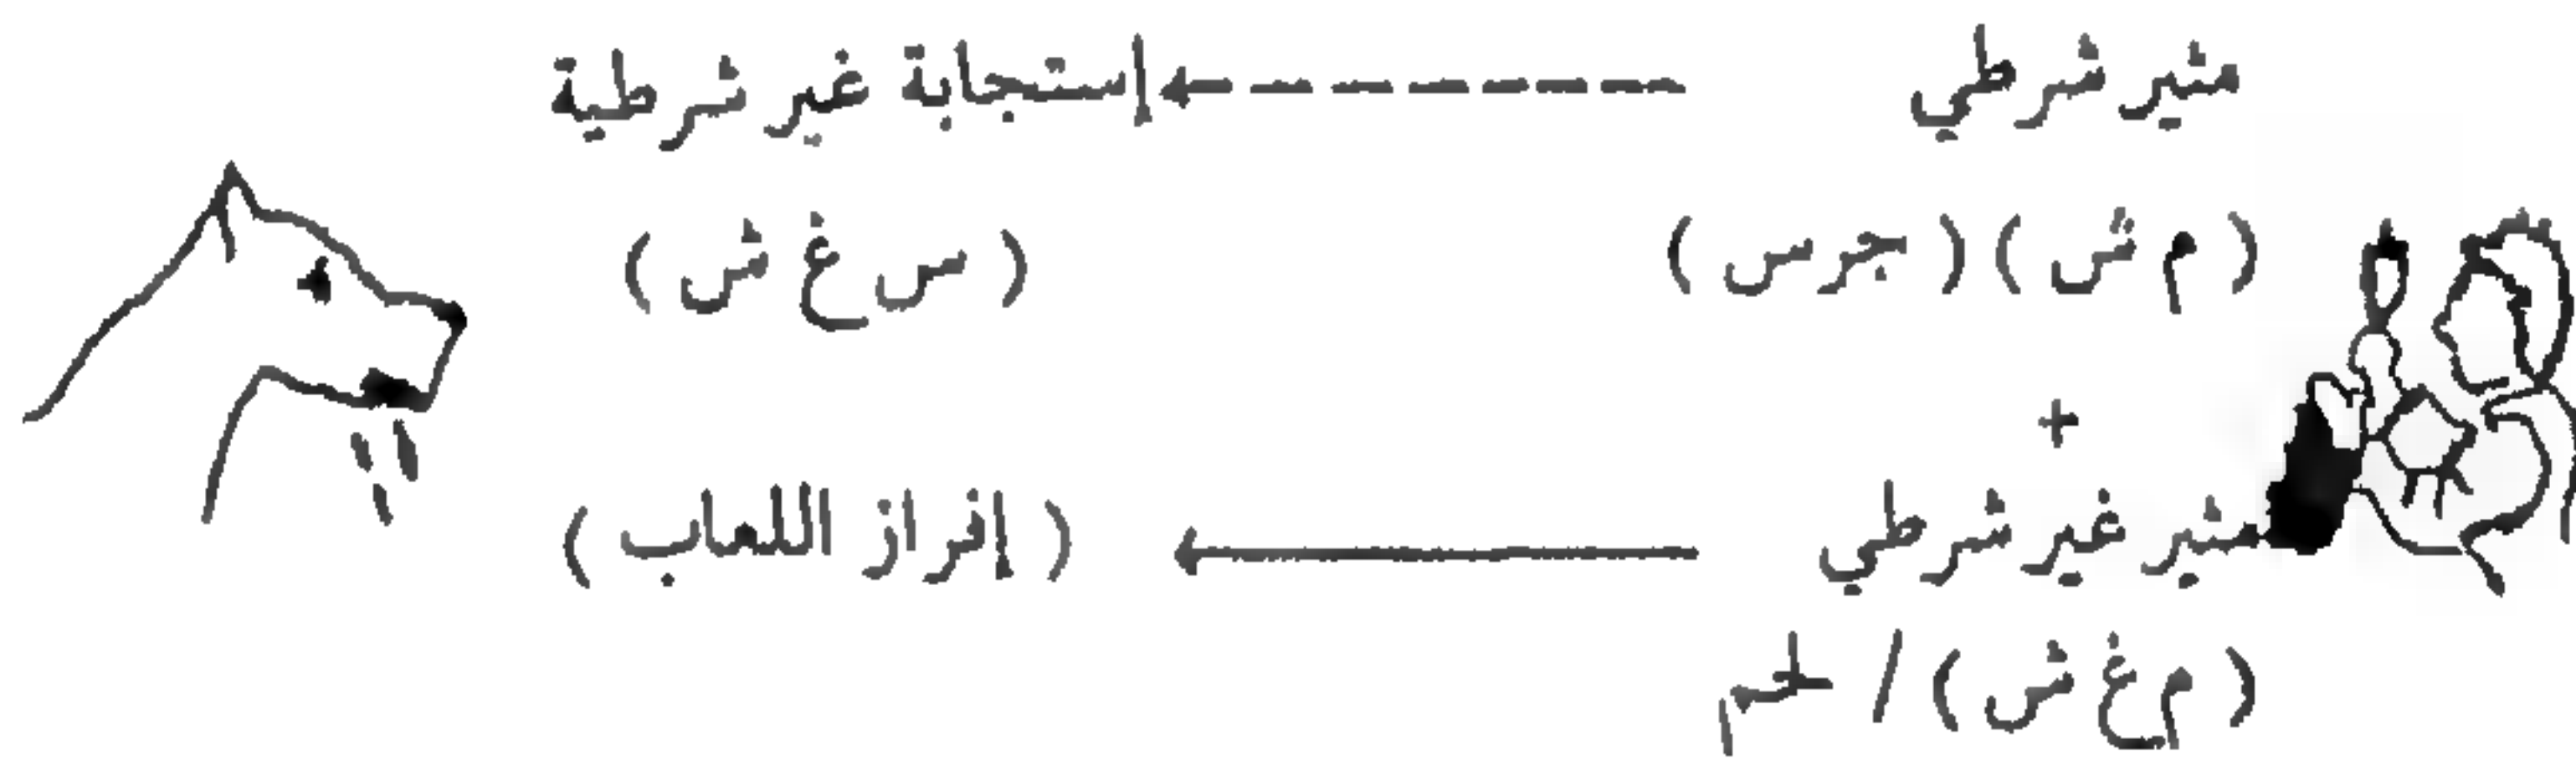 مثير شرطي إستجابة غير شرطية
( م ش ) ( جرس ) ( س غ ش )
+
مثير غير شرطي ( إفراز اللعاب )
( م غ ش ) / لحم